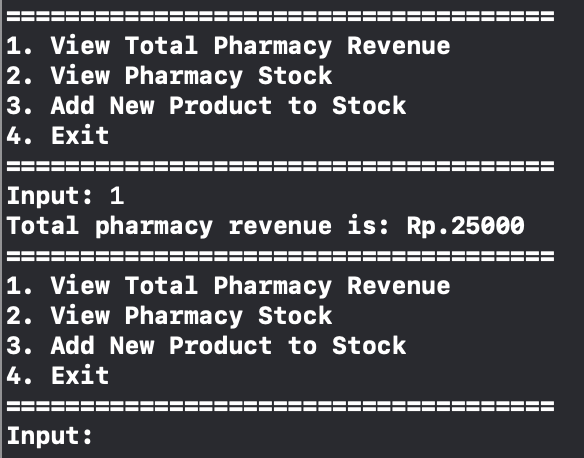 =====================================
1. View Total Pharmacy Revenue
2. View Pharmacy Stock
3. Add New Product to Stock
4. Exit
=====================================
Input: 1
Total pharmacy revenue is: Rp.25000
=====================================
1. View Total Pharmacy Revenue
2. View Pharmacy Stock
3. Add New Product to Stock
4. Exit
=====================================
Input: